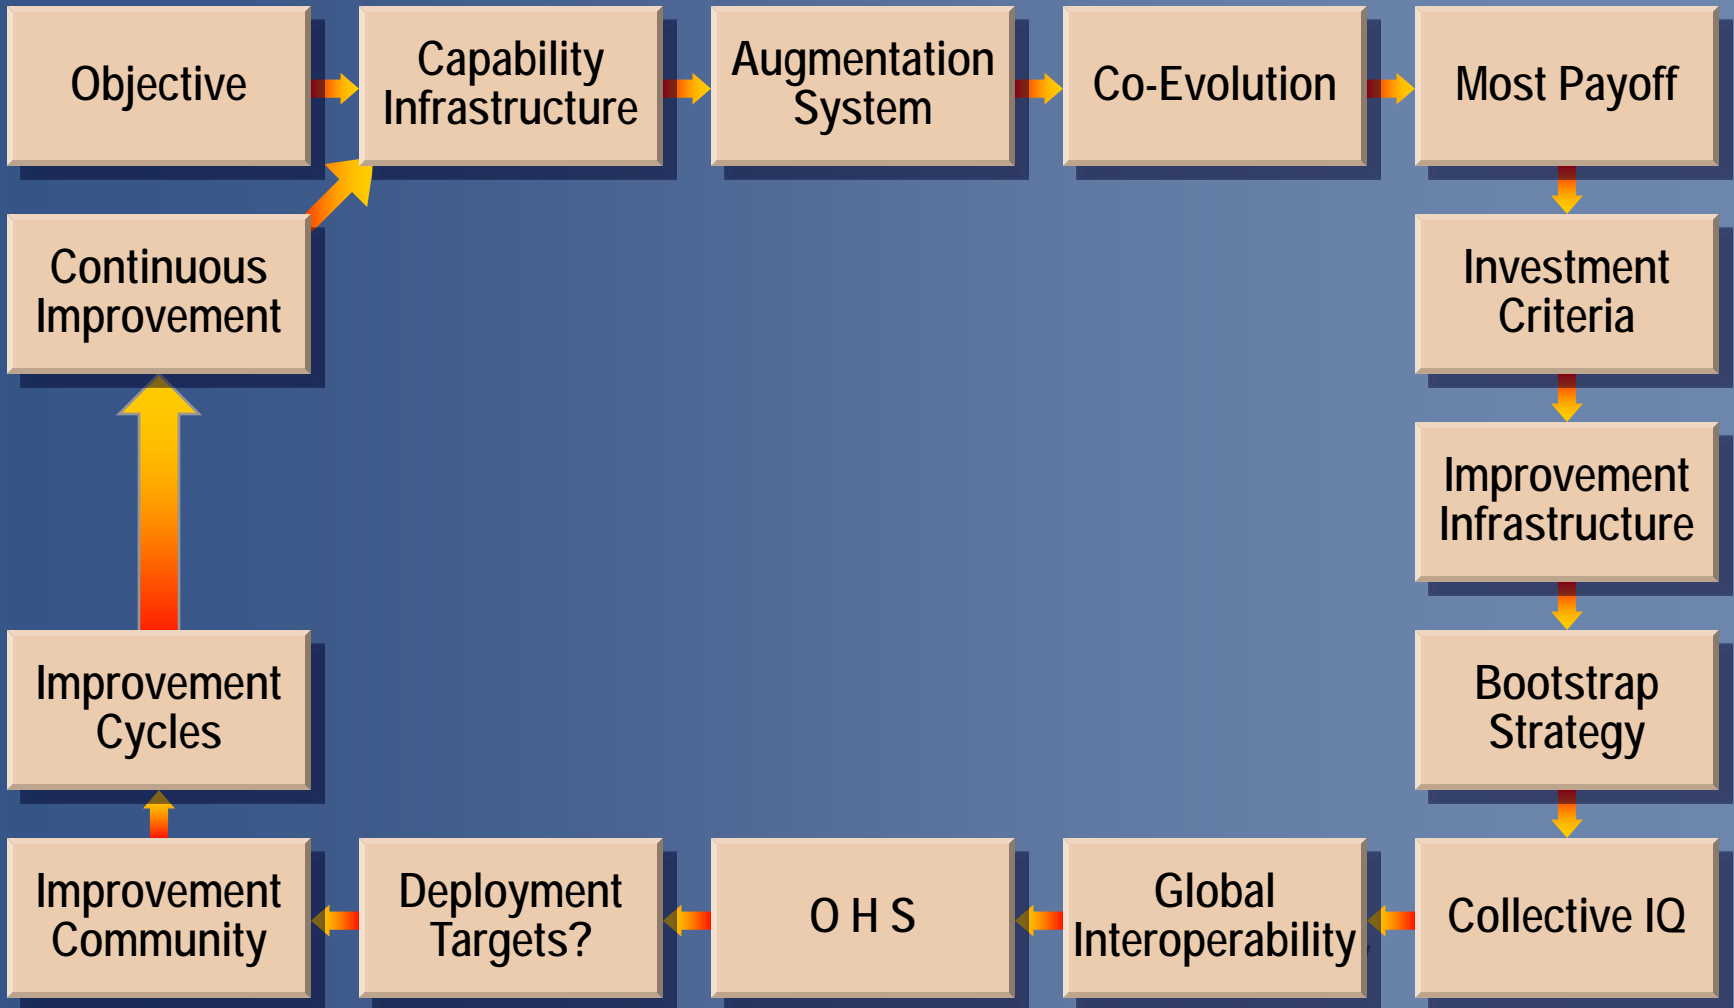 Objective
Capability
Infrastructure
Augmentation
System
Co-Evolution
Most Payoff
Continuous
Improvement
Investment
Criteria
Improvement
Infrastructure
Improvement
Cycles
Bootstrap
Strategy
Improvement
Community
Deployment
Targets?
O H S
Global
Interoperability
Collective IQ